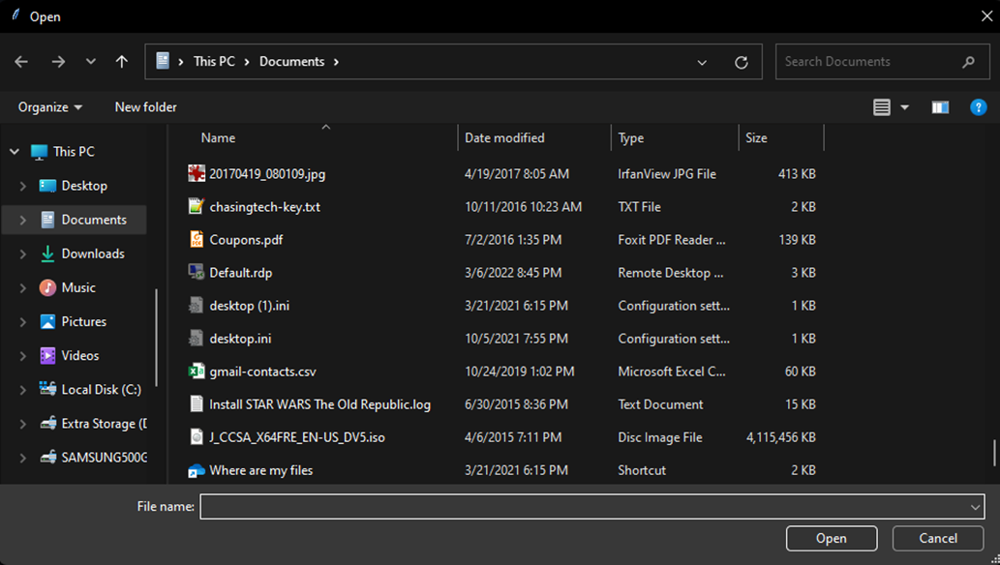 Open
This PC Documents
Search Documents
Organize New folder
Name Date modified Type Size
This PC
Desktop
Documents
Downloads
Music
Pictures
Videos
Local Disk (C:)
Extra Storage (D
SAMSUNG500G
20170419_080109.jpg 4/19/2017 8:05 AM IrfanView JPG File 413 KB
chasingtech-key.txt 10/11/2016 10:23 AM TXT File 2 KB
Coupons.pdf 7/2/2016 1:35 PM Foxit PDF Reader ... 139 KB
Default.rdp 3/6/2022 8:45 PM Remote Desktop ... 3 KB
desktop (1).ini 3/21/2021 6:15 PM Configuration sett... 1 KB
desktop.ini 10/5/2021 7:55 PM Configuration sett... 1 KB
gmail-contacts.csv 10/24/2019 1:02 PM Microsoft Excel C... 60 KB
Install STAR WARS The Old Republic.log 6/30/2015 8:36 PM Text Document 15 KB
J_CCSA_X64FRE_EN-US_DV5.iso 4/6/2015 7:11 PM Disc Image File 4,115,456 KB
Where are my files 3/21/2021 6:15 PM Shortcut 2 KB
File name:
Open Cancel